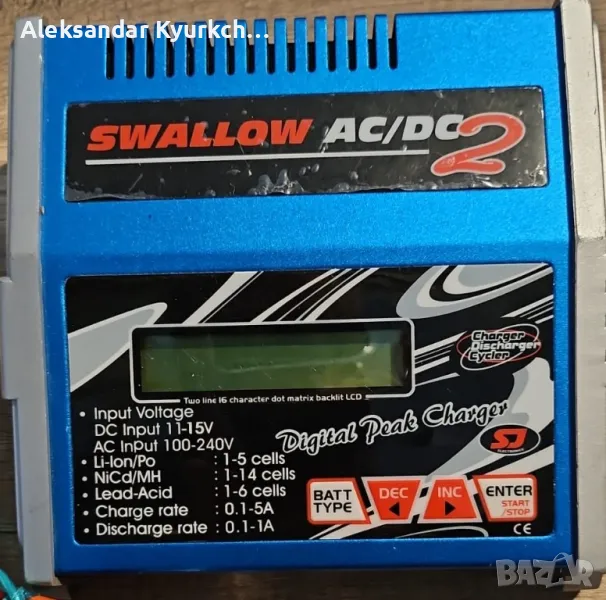 Aleksandar Kyurkch...
SWALLOW AC/DC 2
Charger
Discharger
Cycler
Two line 16 character dot matrix backlit LCD
Digital Peak Charger
• Input Voltage
DC Input 11-15V
AC Input 100-240V
• Li-Ion/Po : 1-5 cells
• NiCd/MH : 1-14 cells
• Lead-Acid : 1-6 cells
• Charge rate : 0.1-5A
• Discharge rate : 0.1-1A
SJ
ELECTRONICS
BATT TYPE
DEC
INC
ENTER
START
/STOP
CE
BAZAR